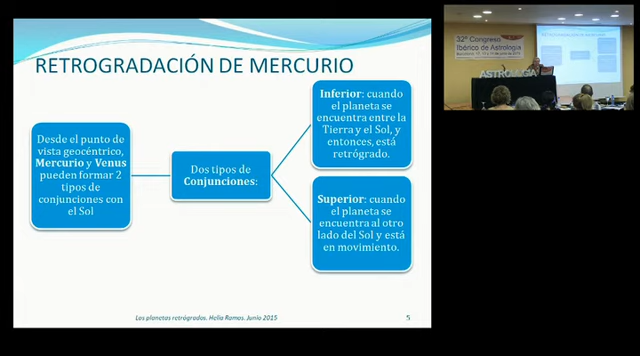 RETROGRADACIÓN DE MERCURIO
Desde el punto de
vista geocéntrico,
Mercurio y Venus
pueden formar 2
tipos de
conjunciones con
el Sol
Dos tipos de
Conjunciones:
Inferior: cuando
el planeta se
encuentra entre la
Tierra y el Sol, y
entonces, está
retrógrado.
Superior: cuando
el planeta se
encuentra al otro
lado del Sol y está
en movimiento.
Los planetas retrógrados. Helia Ramos. Junio 2015
5
32º Congreso
Ibérico de Astrología
ASTROLOGIA